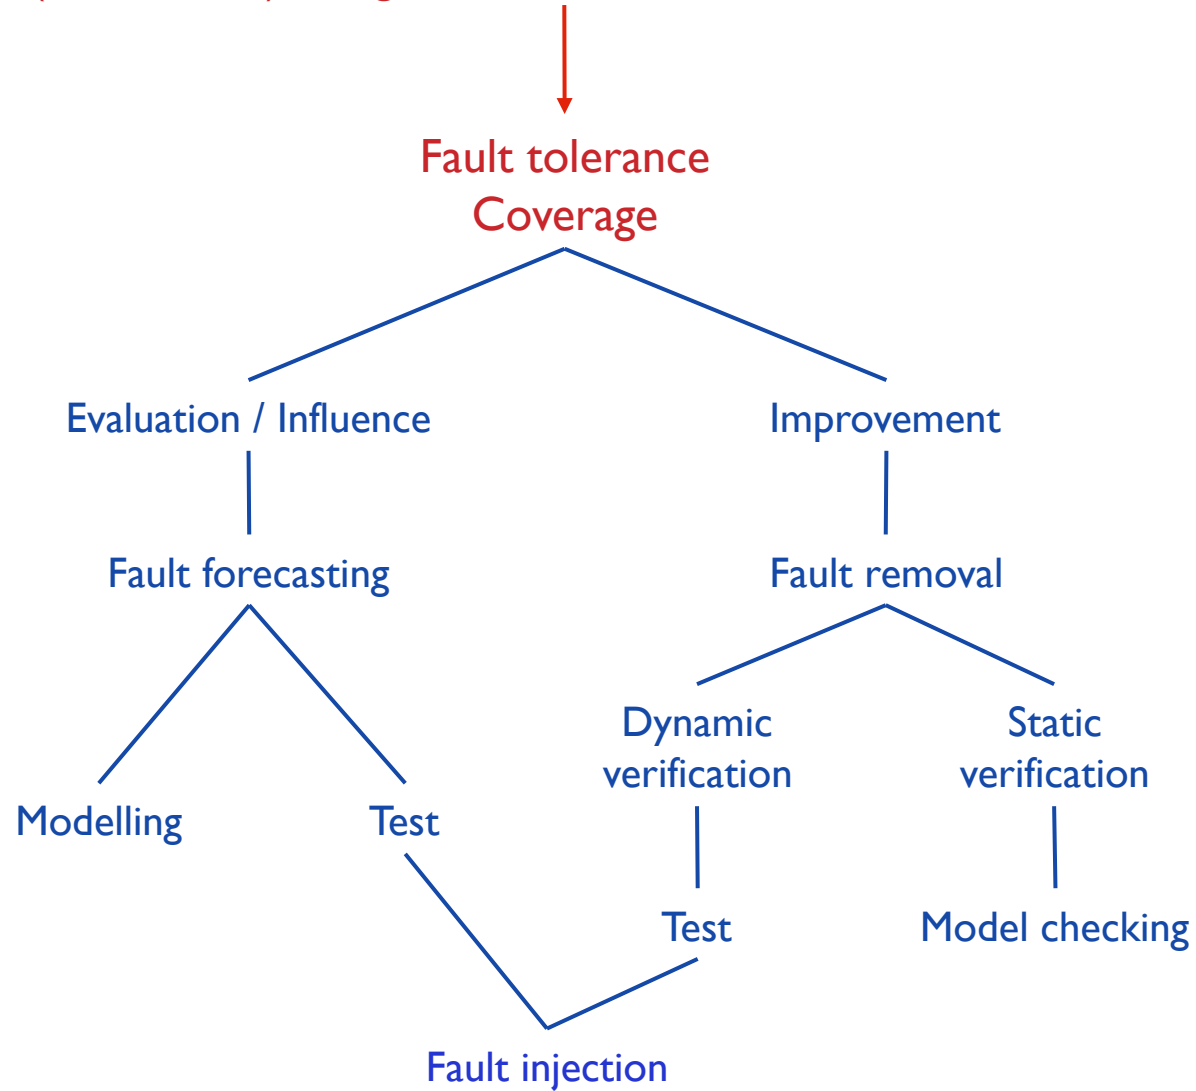 Fault tolerance
Coverage
Evaluation / Influence
Improvement
Fault forecasting
Fault removal
Dynamic
verification
Static
verification
Modelling
Test
Test
Model checking
Fault injection